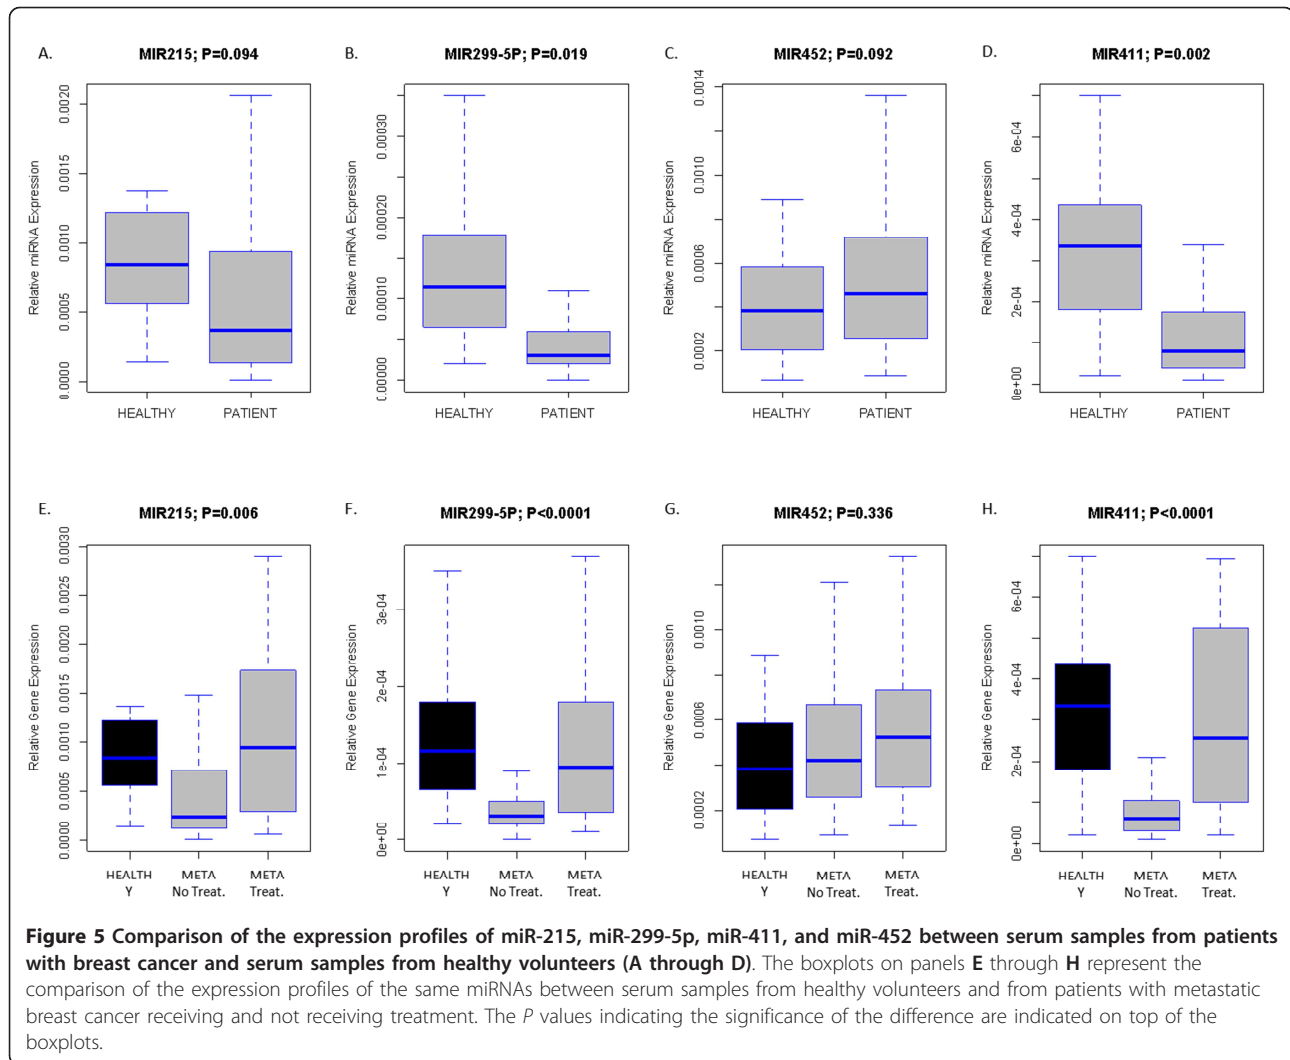 A. MIR215; P=0.094
Relative miRNA Expression
0.0020
0.0015
0.0010
0.0005
0.0000
HEALTHY PATIENT
B. MIR299-5P; P=0.019
Relative miRNA Expression
0.00030
0.00020
0.00010
0.00000
HEALTHY PATIENT
C. MIR452; P=0.092
Relative miRNA Expression
0.0014
0.0010
0.0006
0.0002
HEALTHY PATIENT
D. MIR411; P=0.002
Relative miRNA Expression
6e-04
4e-04
2e-04
0e+00
HEALTHY PATIENT
E. MIR215; P=0.006
Relative Gene Expression
0.0030
0.0025
0.0020
0.0015
0.0010
0.0005
0.0000
HEALTH META META
Y No Treat. Treat.
F. MIR299-5P; P<0.0001
Relative Gene Expression
3e-04
2e-04
1e-04
0e+00
HEALTH META META
Y No Treat. Treat.
G. MIR452; P=0.336
Relative Gene Expression
0.0010
0.0006
0.0002
HEALTH META META
Y No Treat. Treat.
H. MIR411; P<0.0001
Relative Gene Expression
6e-04
4e-04
2e-04
0e+00
HEALTH META META
Y No Treat. Treat.
Figure 5 Comparison of the expression profiles of miR-215, miR-299-5p, miR-411, and miR-452 between serum samples from patients
with breast cancer and serum samples from healthy volunteers (A through D). The boxplots on panels E through H represent the
comparison of the expression profiles of the same miRNAs between serum samples from healthy volunteers and from patients with metastatic
breast cancer receiving and not receiving treatment. The P values indicating the significance of the difference are indicated on top of the
boxplots.